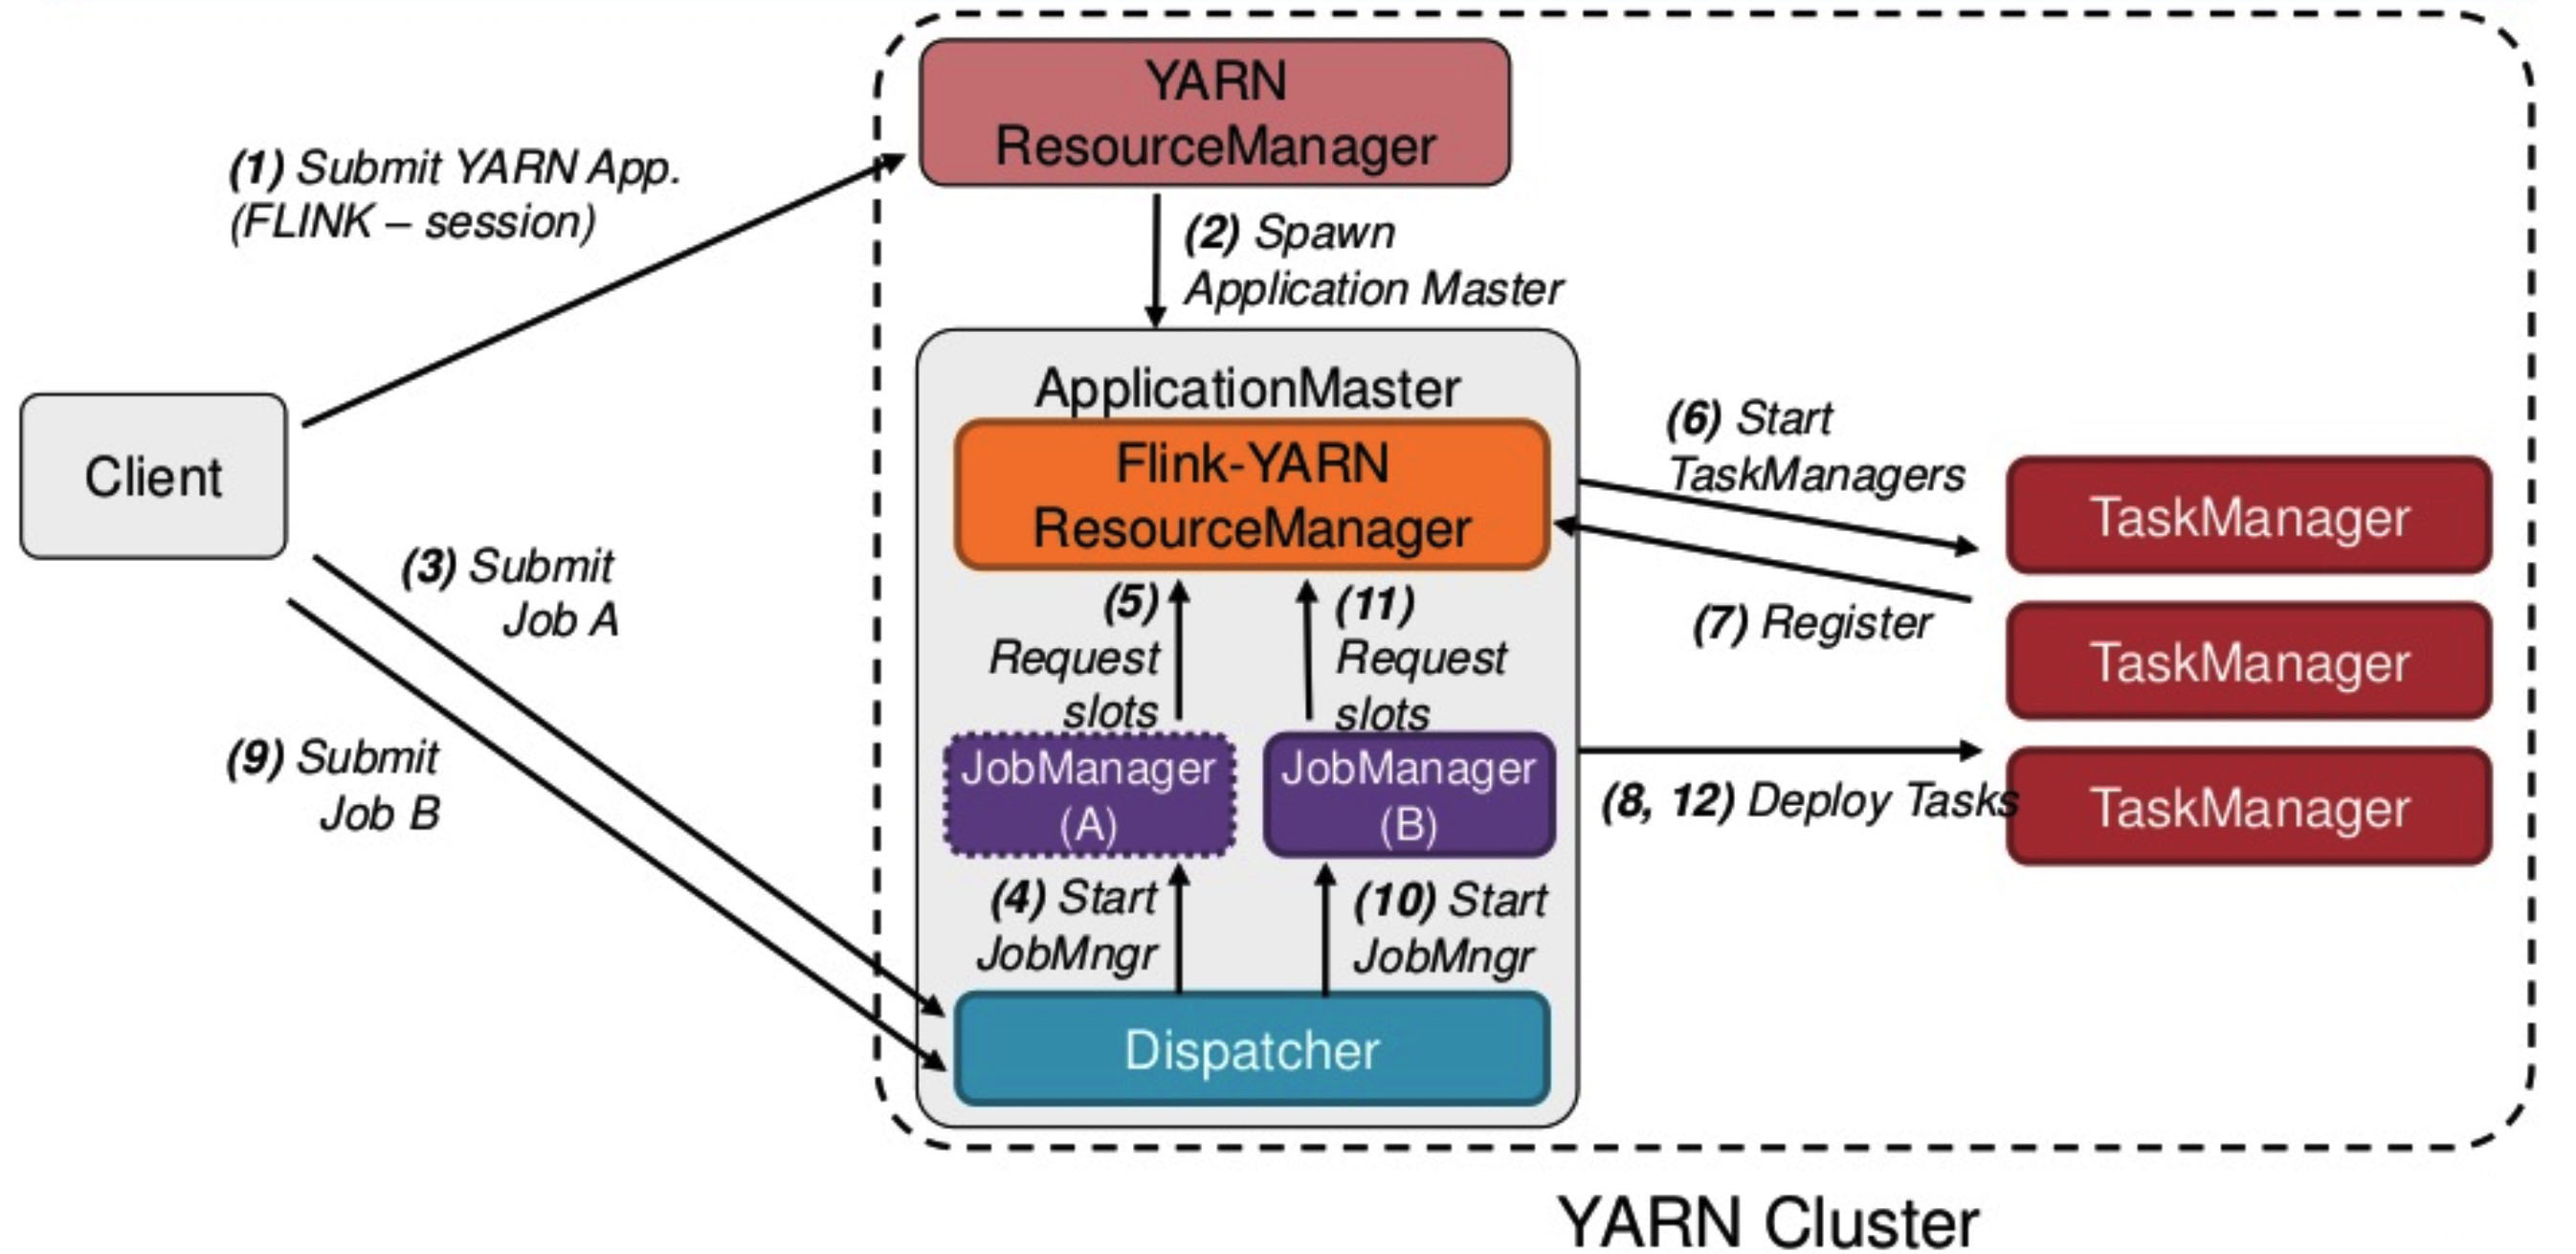 YARN
ResourceManager
(1) Submit YARN App.
(FLINK – session)
(2) Spawn
Application Master
Client
ApplicationMaster
Flink-YARN
ResourceManager
(3) Submit
Job A
(9) Submit
Job B
(5)
Request
slots
(11)
Request
slots
JobManager
(A)
JobManager
(B)
(4) Start
JobMngr
(10) Start
JobMngr
Dispatcher
(6) Start
TaskManagers
(7) Register
(8, 12) Deploy Tasks
TaskManager
TaskManager
TaskManager
YARN Cluster